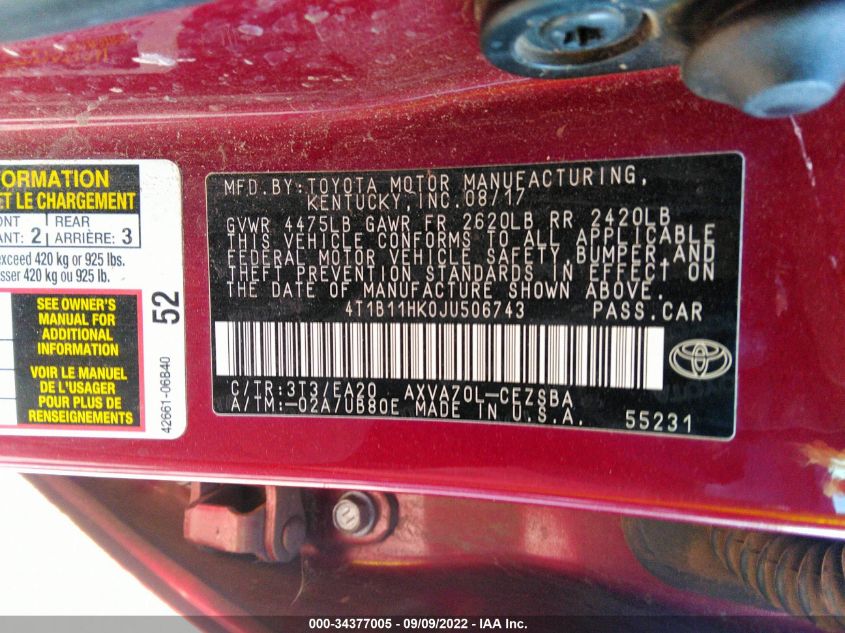 FORMATION
ET LE CHARGEMENT
REAR
ANT: 2 ARRIÈRE: 3
exceed 420 kg or 925 lbs.
sser 420 kg ou 925 lb.
SEE OWNER'S
MANUAL FOR
ADDITIONAL
INFORMATION
VOIR LE MANUEL
DE L'USAGER
POUR PLUS DE
RENSEIGNEMENTS
52
42661-06B40
MFD.BY:TOYOTA MOTOR MANUFACTURING,
KENTUCKY,INC.08/17
GVWR 4475LB GAWR FR 2620LB RR 2420LB
THIS VEHICLE CONFORMS TO ALL APPLICABLE
FEDERAL MOTOR VEHICLE SAFETY,BUMPER,AND
THEFT PREVENTION STANDARDS IN EFFECT ON
THE DATE OF MANUFACTURE SHOWN ABOVE.
4T1B11HK0JU506743 PASS.CAR
C/TR:3T3/EA20 AXVA70L-CEZSBA
A/TM:-02A/UB80E MADE IN U.S.A. 55231
000-34377005 - 09/09/2022 - IAA Inc.